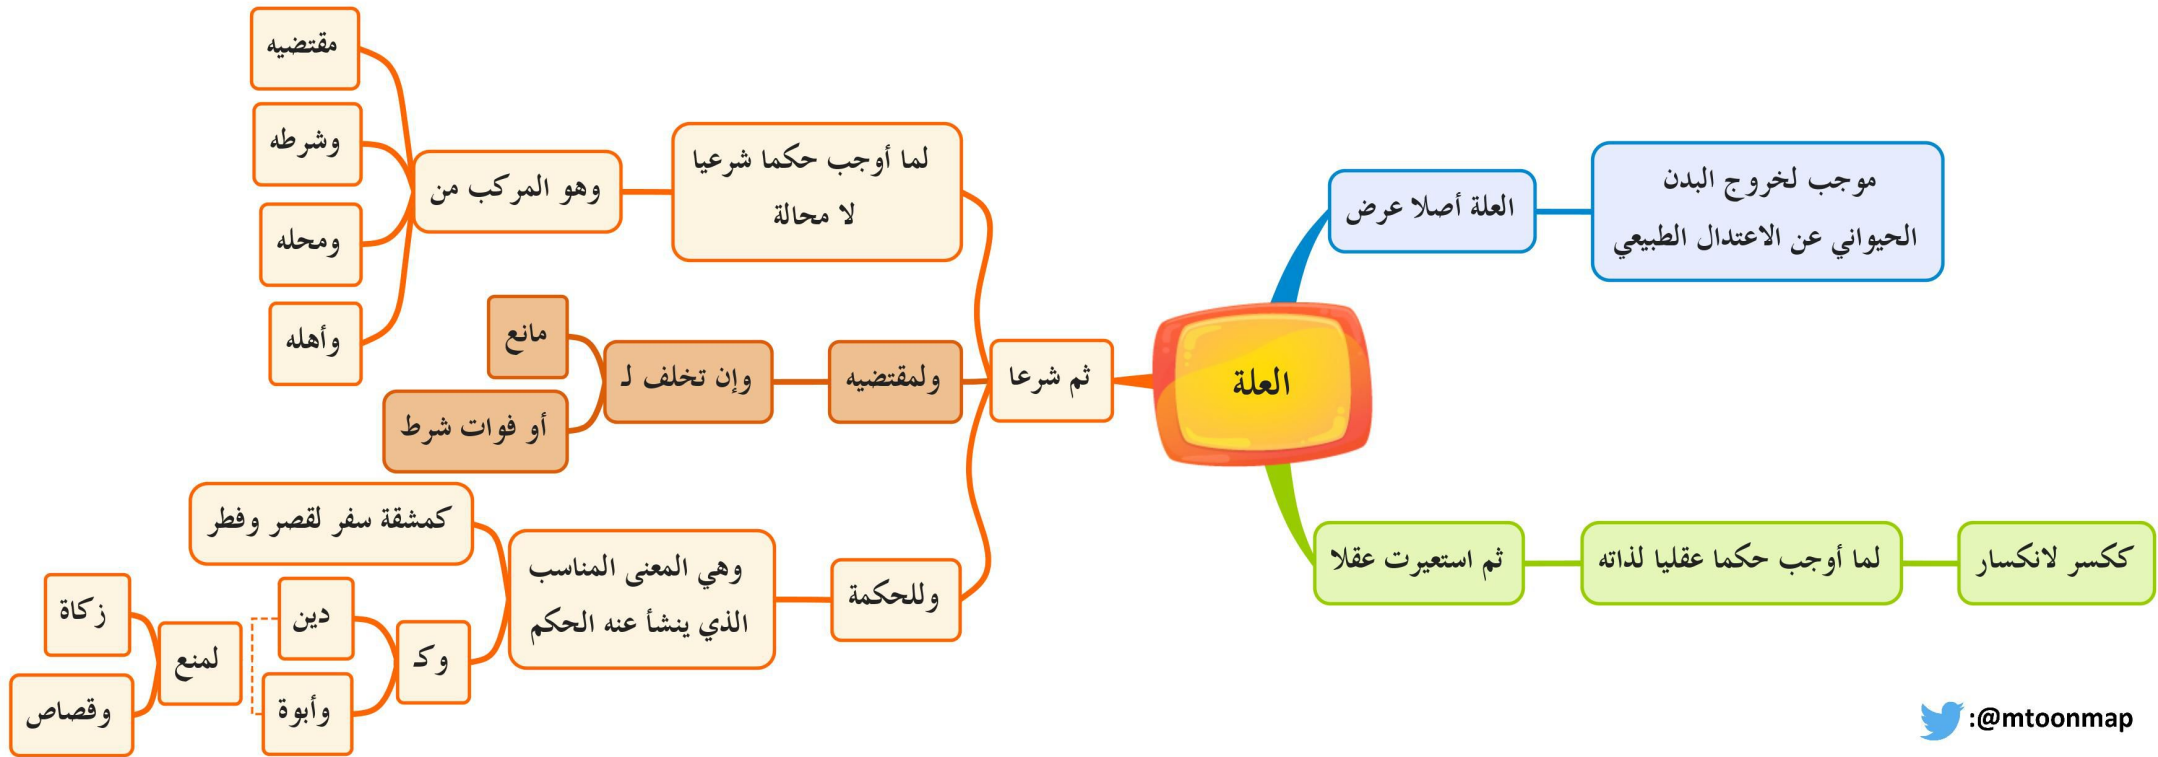 العلة
العلة أصلا عرض
موجب لخروج البدن
الحيواني عن الاعتدال الطبيعي
ثم استعيرت عقلا
لما أوجب حكما عقليا لذاته
ككسر لانكسار
ثم شرعا
لما أوجب حكما شرعيا
لا محالة
وهو المركب من
مقتضيه
وشرطه
ومحله
وأهله
ولمقتضيه
وإن تخلف لـ
مانع
أو فوات شرط
وللحكمة
وهي المعنى المناسب
الذي ينشأ عنه الحكم
كمشقة سفر لقصر وفطر
وكـ
دين
وأبوة
لمنع
زكاة
وقصاص
:@mtoonmap